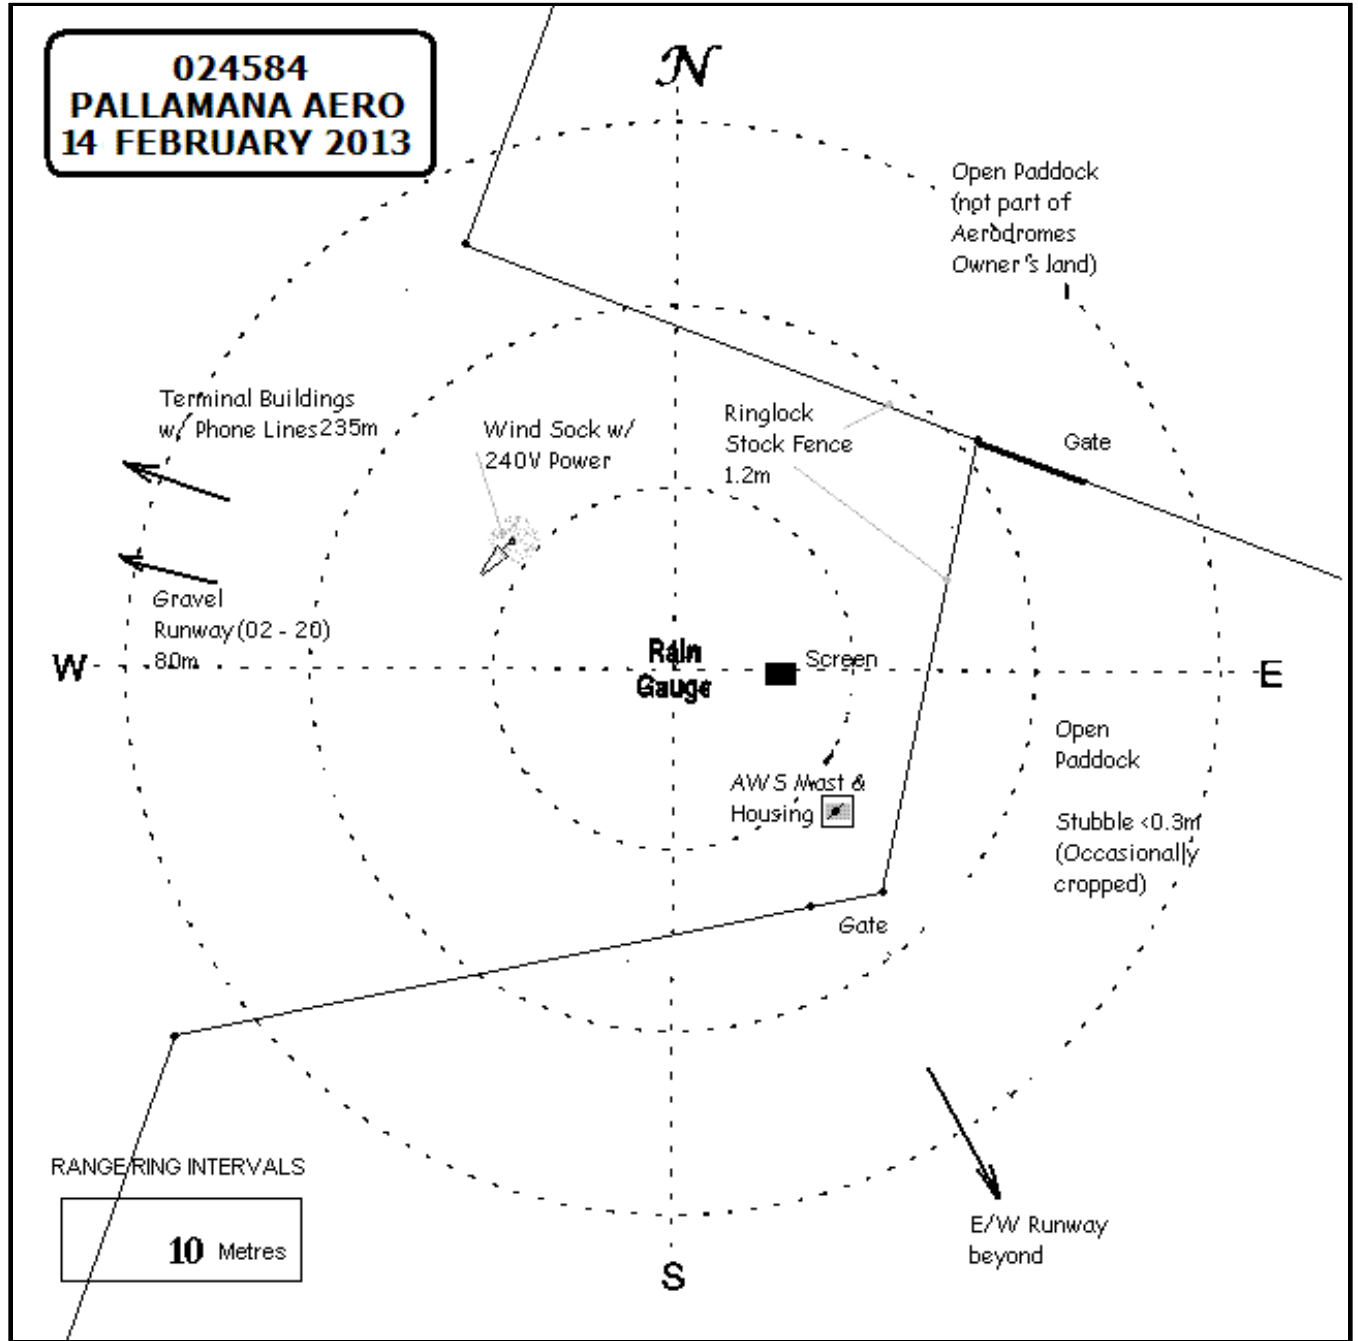 024584
PALLAMANA AERO
14 FEBRUARY 2013
N
Open Paddock
(not part of
Aerodromes
Owner's land)
Terminal Buildings
w/ Phone Lines 235m
Wind Sock w/
240V Power
Ringlock
Stock Fence
1.2m
Gate
Gravel
Runway (02 - 20)
80m
W
Rain
Gauge
Screen
E
Open
Paddock
AWS Mast &
Housing
Stubble <0.3m
(Occasionally
cropped)
Gate
RANGE RING INTERVALS
10 Metres
E/W Runway
beyond
S